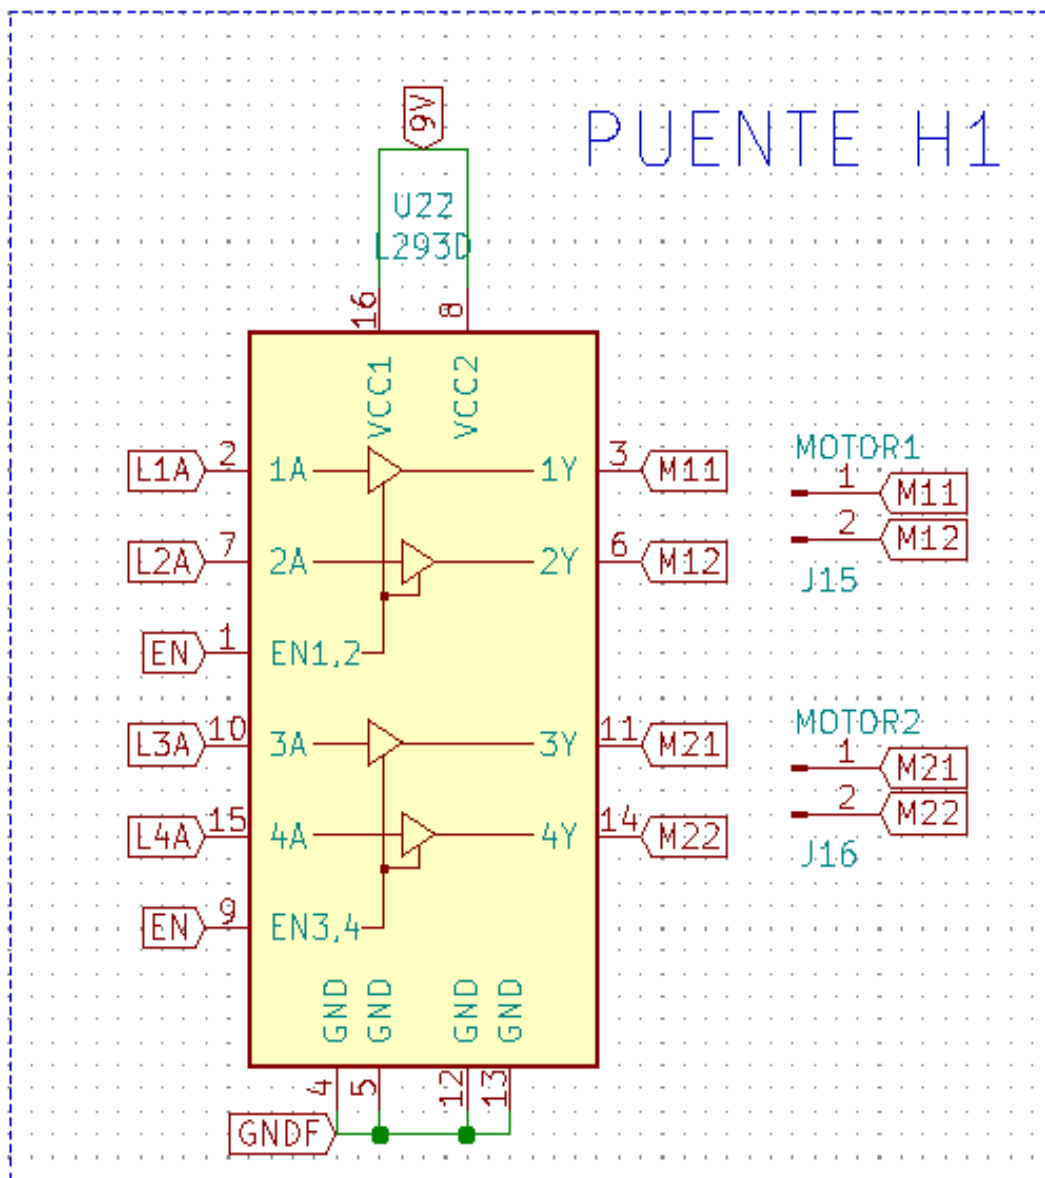 9V
PUENTE H1
U22
L293D
16
8
VCC1
VCC2
L1A 2 1A 1Y 3 M11
L2A 7 2A 2Y 6 M12
EN 1 EN1,2
L3A 10 3A 3Y 11 M21
L4A 15 4A 4Y 14 M22
EN 9 EN3,4
GND GND GND GND
4 5 12 13
GNDF
MOTOR1
1 M11
2 M12
J15
MOTOR2
1 M21
2 M22
J16